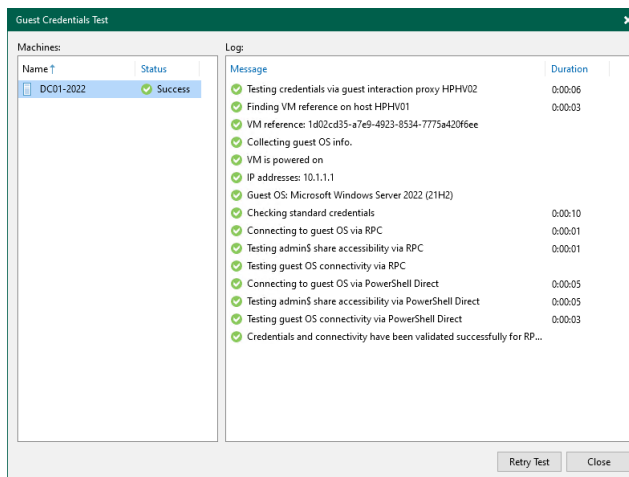 Guest Credentials Test
Machines:
Name
Status
DC01-2022
Success
Log:
Message
Duration
Testing credentials via guest interaction proxy HPHV02
0:00:06
Finding VM reference on host HPHV01
0:00:03
VM reference: 1d02cd35-a7e9-4923-8534-7775a420f6ee
Collecting guest OS info.
VM is powered on
IP addresses: 10.1.1.1
Guest OS: Microsoft Windows Server 2022 (21H2)
Checking standard credentials
0:00:10
Connecting to guest OS via RPC
0:00:01
Testing admin$ share accessibility via RPC
0:00:01
Testing guest OS connectivity via RPC
Connecting to guest OS via PowerShell Direct
0:00:05
Testing admin$ share accessibility via PowerShell Direct
0:00:05
Testing guest OS connectivity via PowerShell Direct
0:00:03
Credentials and connectivity have been validated successfully for RP...
Retry Test
Close